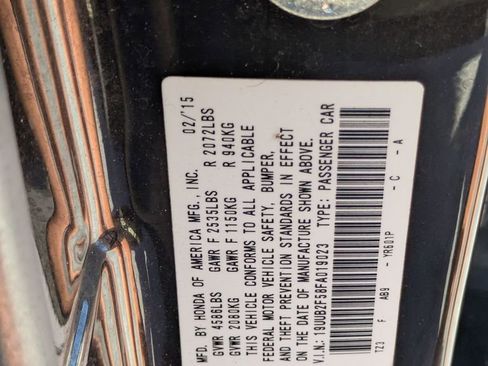 MFD. BY HONDA OF AMERICA MFG., INC. 02/'15
GVWR 4586LBS GAWR F 2535LBS R 2072LBS
GVWR 2080KG GAWR F 1150KG R 940KG
THIS VEHICLE CONFORMS TO ALL APPLICABLE
FEDERAL MOTOR VEHICLE SAFETY, BUMPER,
AND THEFT PREVENTION STANDARDS IN EFFECT
ON THE DATE OF MANUFACTURE SHOWN ABOVE.
V.I.N.: 19UUB2F58FA019023 TYPE: PASSENGER CAR
TZ3 F AB9 - YR601P - C - A